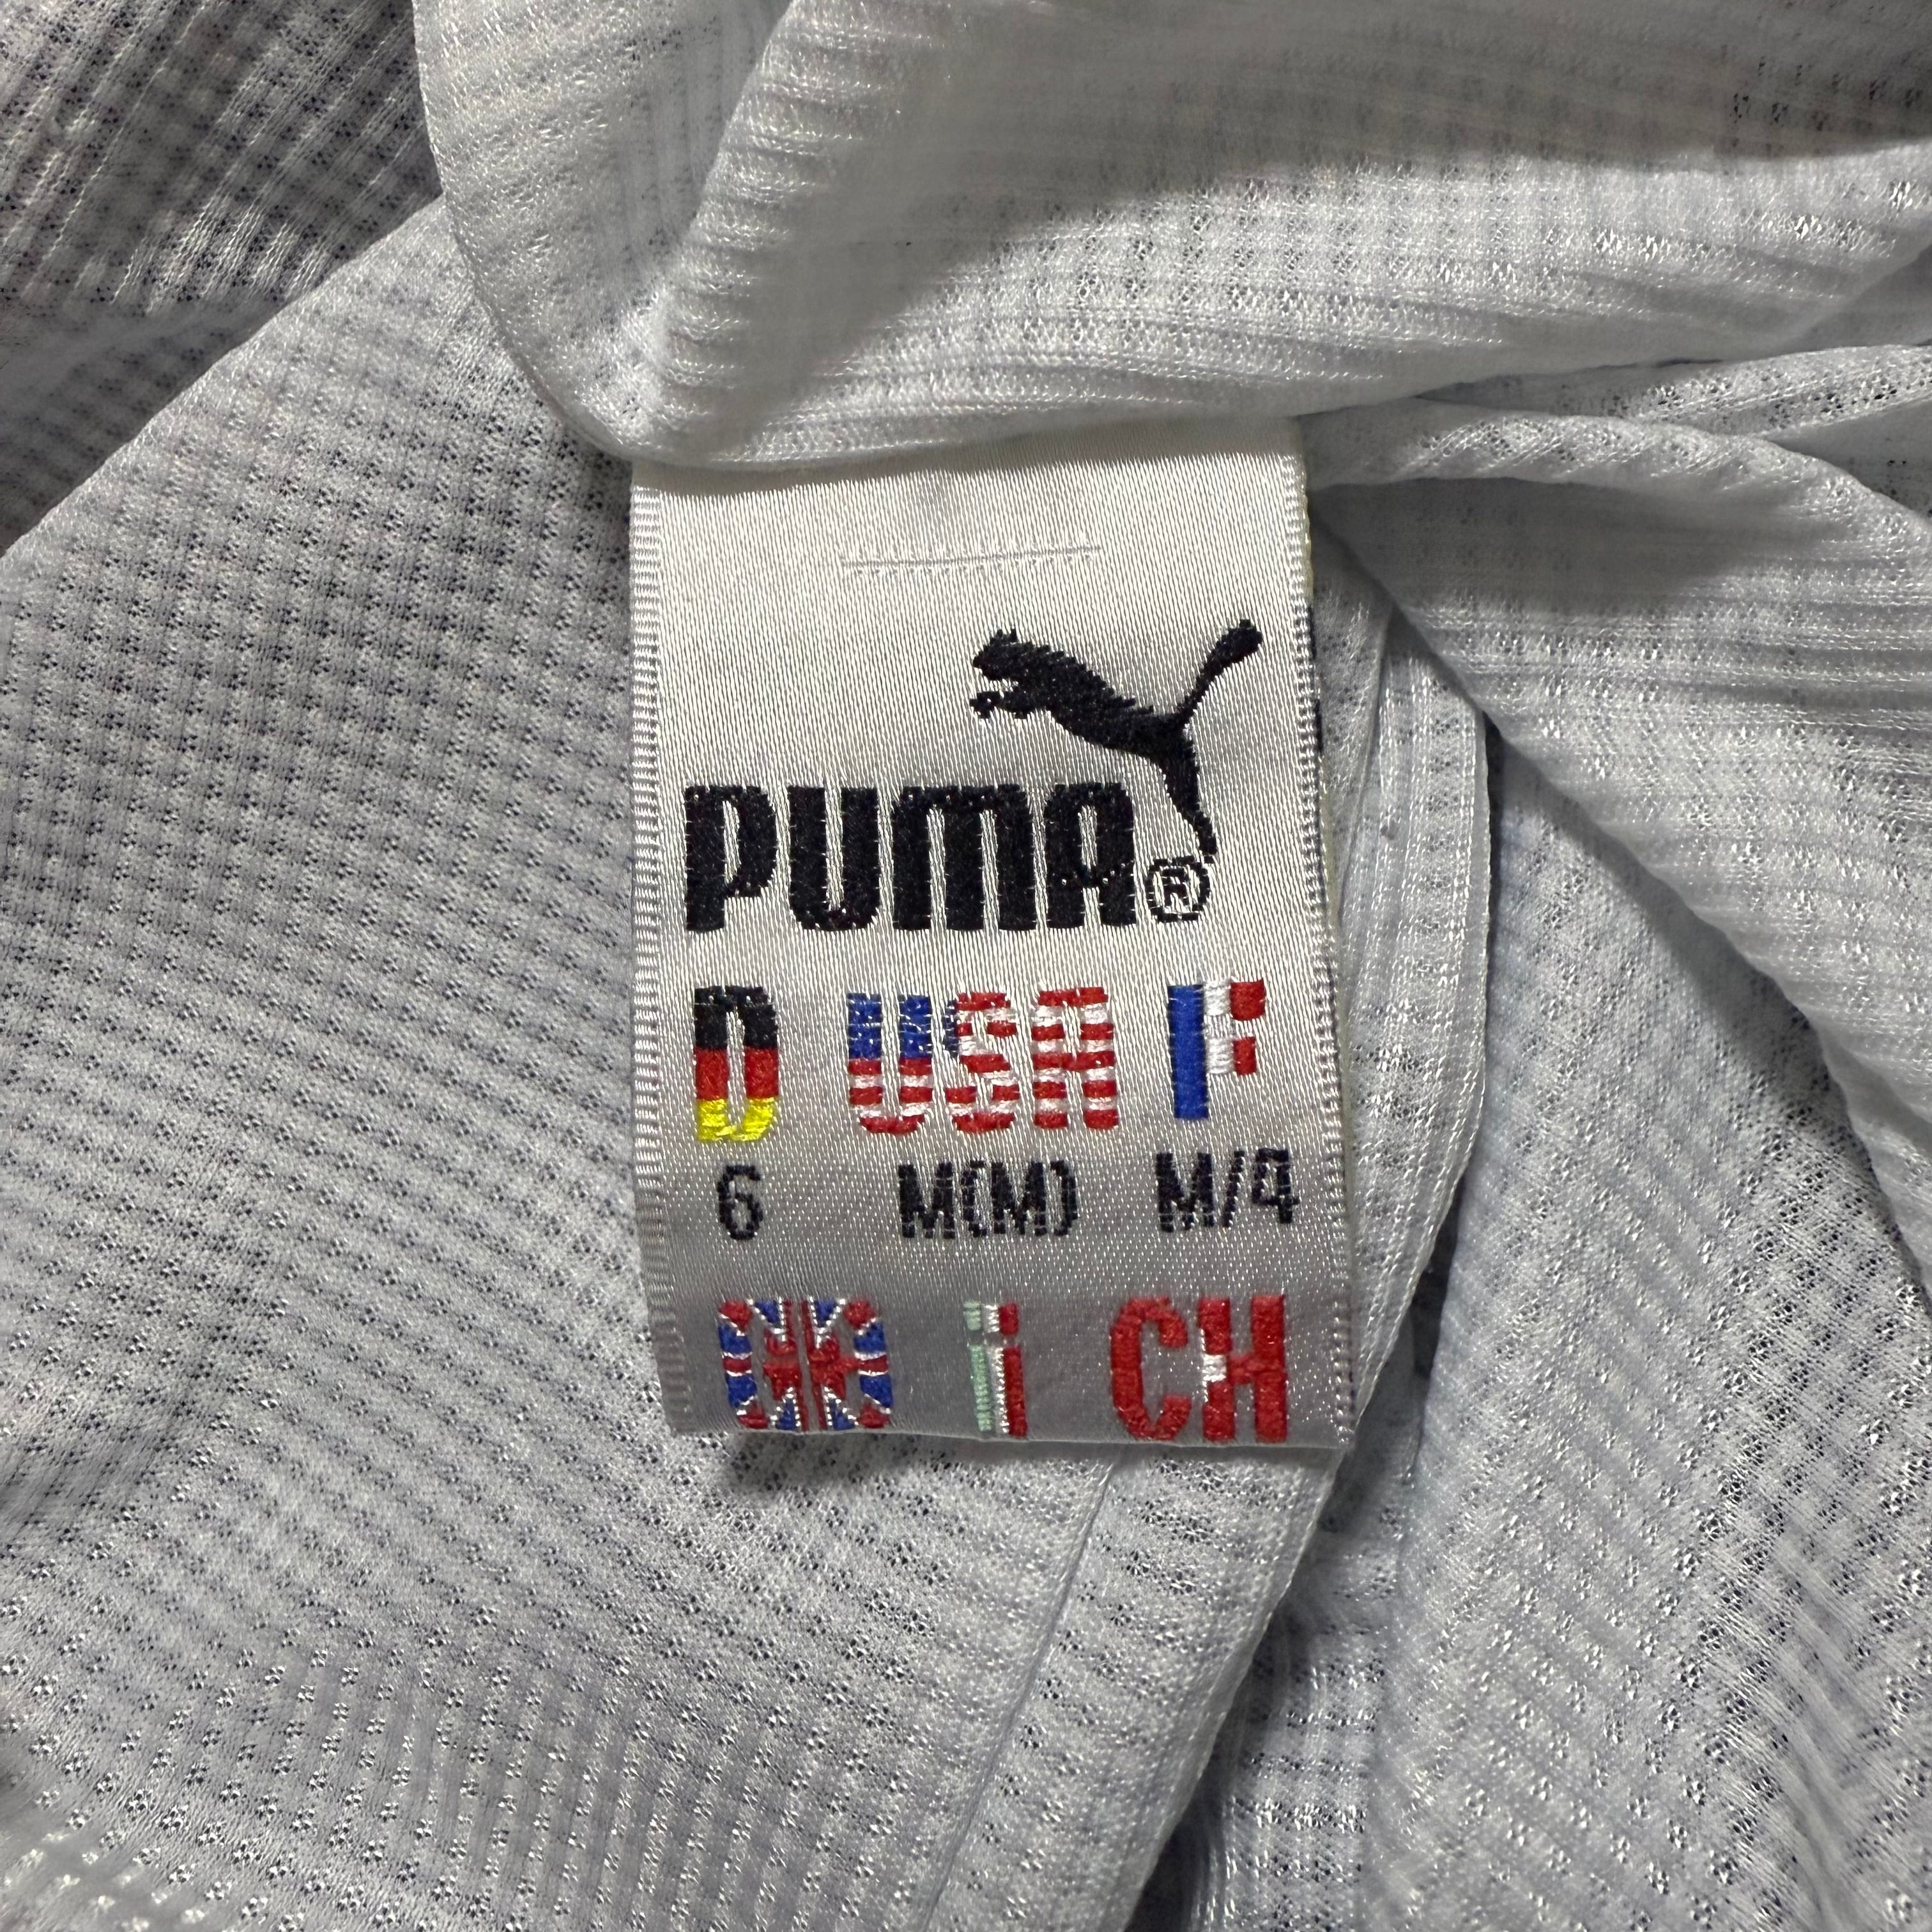 PUMA®
D USA F
6 M(M) M/4
GB i CH